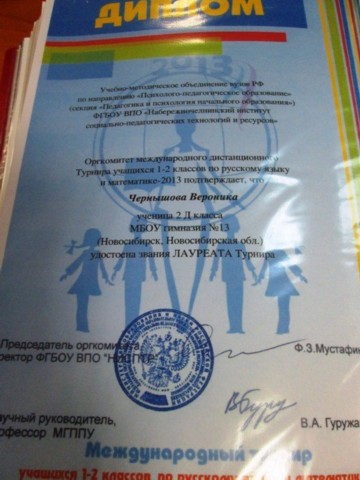 ДИПЛОМ
Учебно-методическое объединение вузов РФ
по направлению «Психолого-педагогическое образование»
(секция «Педагогика и психология начального образования»)
ФГБОУ ВПО «Набережночелнинский институт
социально-педагогических технологий и ресурсов»
2013
Оргкомитет международного дистанционного
Турнира учащихся 1-2 классов по русскому языку
и математике-2013 подтверждает, что
Чернышова Вероника
ученица 2 Д класса
МБОУ гимназия №13
(Новосибирск, Новосибирская обл.)
удостоена звания ЛАУРЕАТА Турнира
Председатель оргкомитета,
ректор ФГБОУ ВПО "НИСПТР"
Ф.З.Мустафин
научный руководитель,
профессор МГППУ
В.А. Гуружа
Международный турнир
учащихся 1-2 классов по русскому